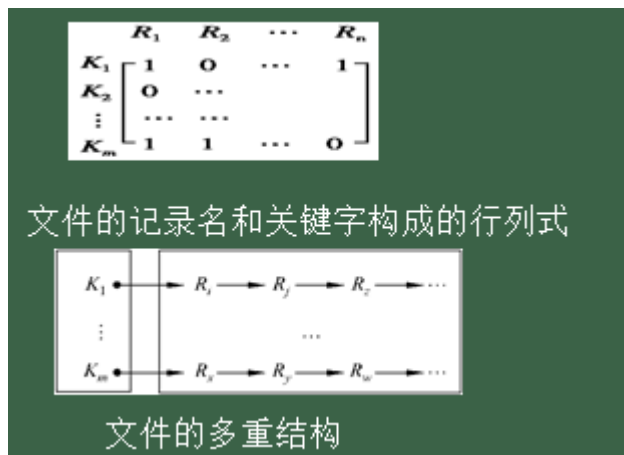 R₁ R₂ ⋯ Rₙ
K₁ 1 0 ⋯ 1
K₂ 0 ⋯
⋮ ⋯ ⋯
Kₘ 1 1 ⋯ 0
文件的记录名和关键字构成的行列式
K₁ Rᵢ Rⱼ R_z ⋯
⋮ ⋯
Kₘ Rₓ R_y R_w ⋯
文件的多重结构